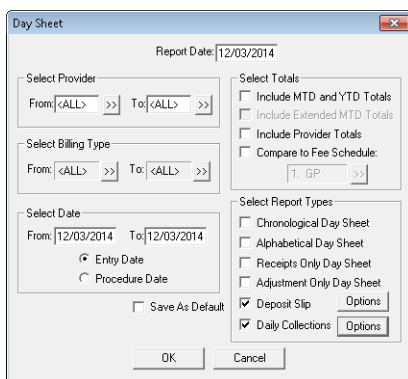 Day Sheet
Report Date: 12/03/2014
Select Provider
From: <ALL> >> To: <ALL> >>
Select Billing Type
From: <ALL> >> To: <ALL> >>
Select Date
From: 12/03/2014 To: 12/03/2014
Entry Date
Procedure Date
Save As Default
Select Totals
Include MTD and YTD Totals
Include Extended MTD Totals
Include Provider Totals
Compare to Fee Schedule:
1. GP >>
Select Report Types
Chronological Day Sheet
Alphabetical Day Sheet
Receipts Only Day Sheet
Adjustment Only Day Sheet
Deposit Slip Options
Daily Collections Options
OK Cancel